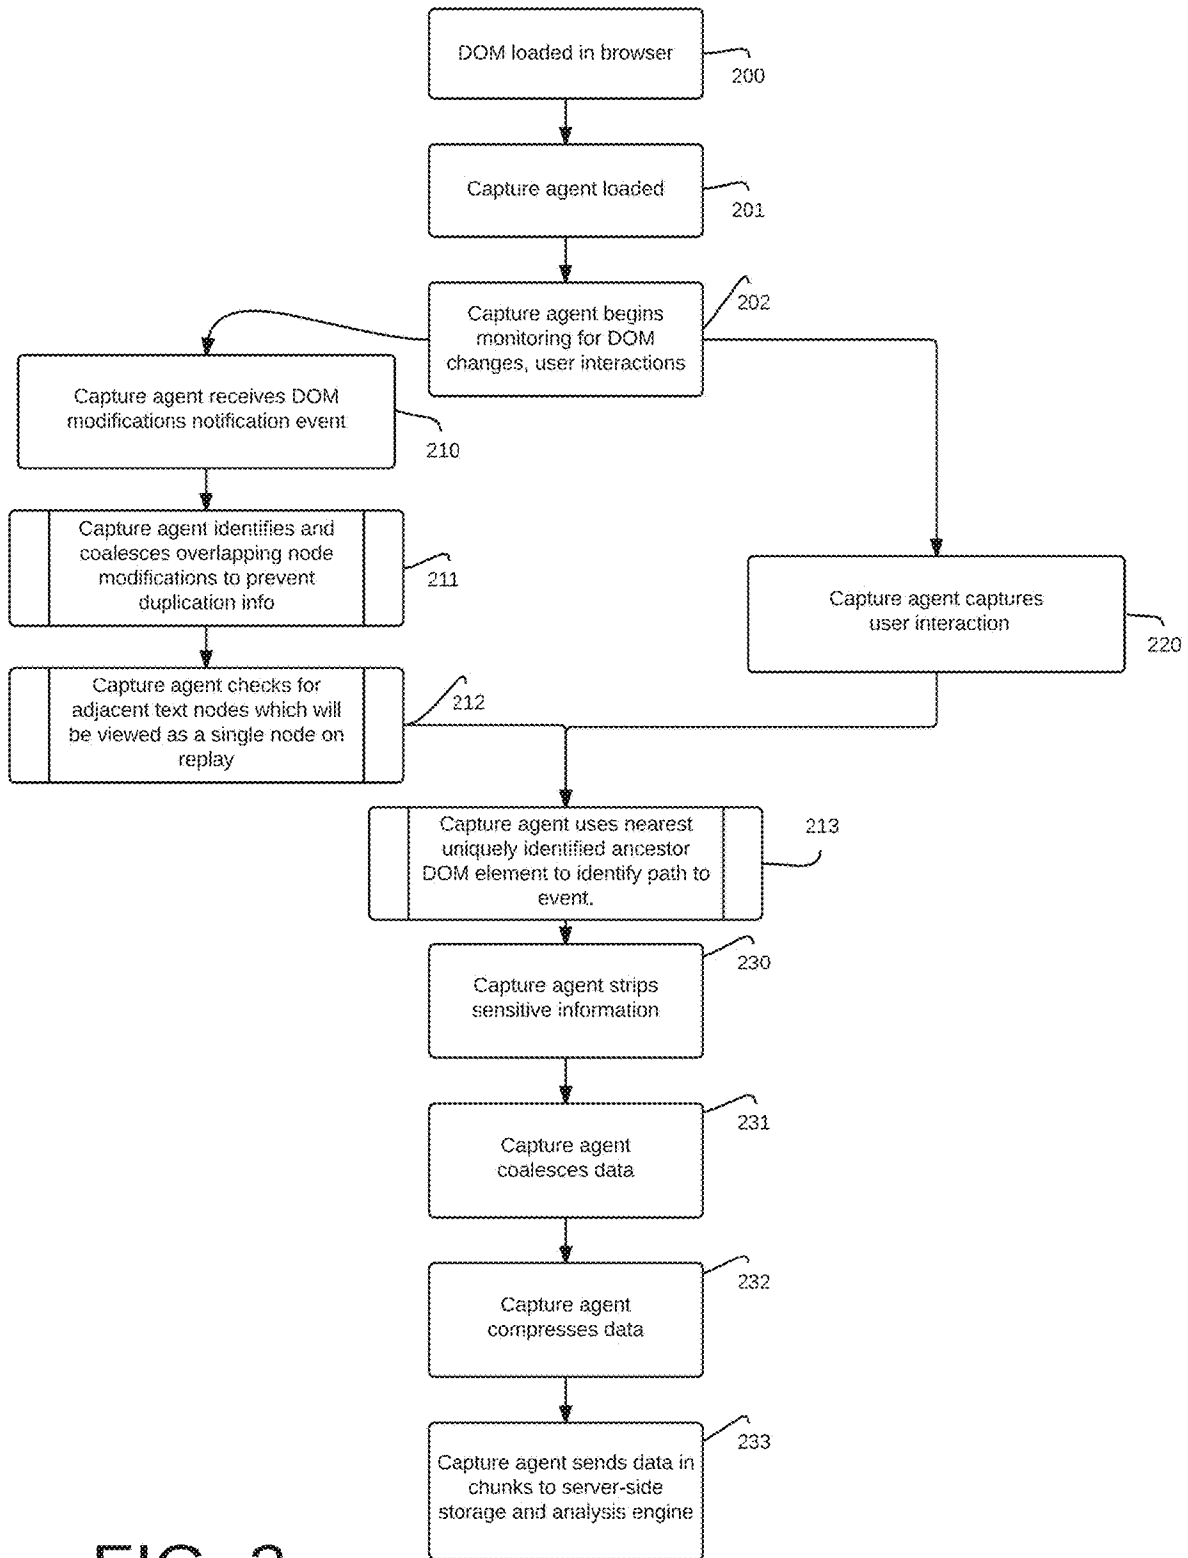 DOM loaded in browser
200
Capture agent loaded
201
Capture agent begins
monitoring for DOM
changes, user interactions
202
Capture agent receives DOM
modifications notification event
210
Capture agent identifies and
coalesces overlapping node
modifications to prevent
duplication info
211
Capture agent captures
user interaction
220
Capture agent checks for
adjacent text nodes which will
be viewed as a single node on
replay
212
Capture agent uses nearest
uniquely identified ancestor
DOM element to identify path to
event.
213
Capture agent strips
sensitive information
230
Capture agent
coalesces data
231
Capture agent
compresses data
232
Capture agent sends data in
chunks to server-side
storage and analysis engine
233
FIG.